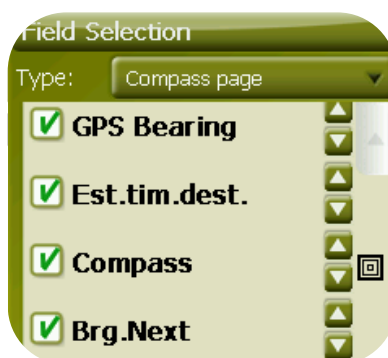 Field Selection
Type: Compass page
GPS Bearing
Est.tim.dest.
Compass
Brg.Next